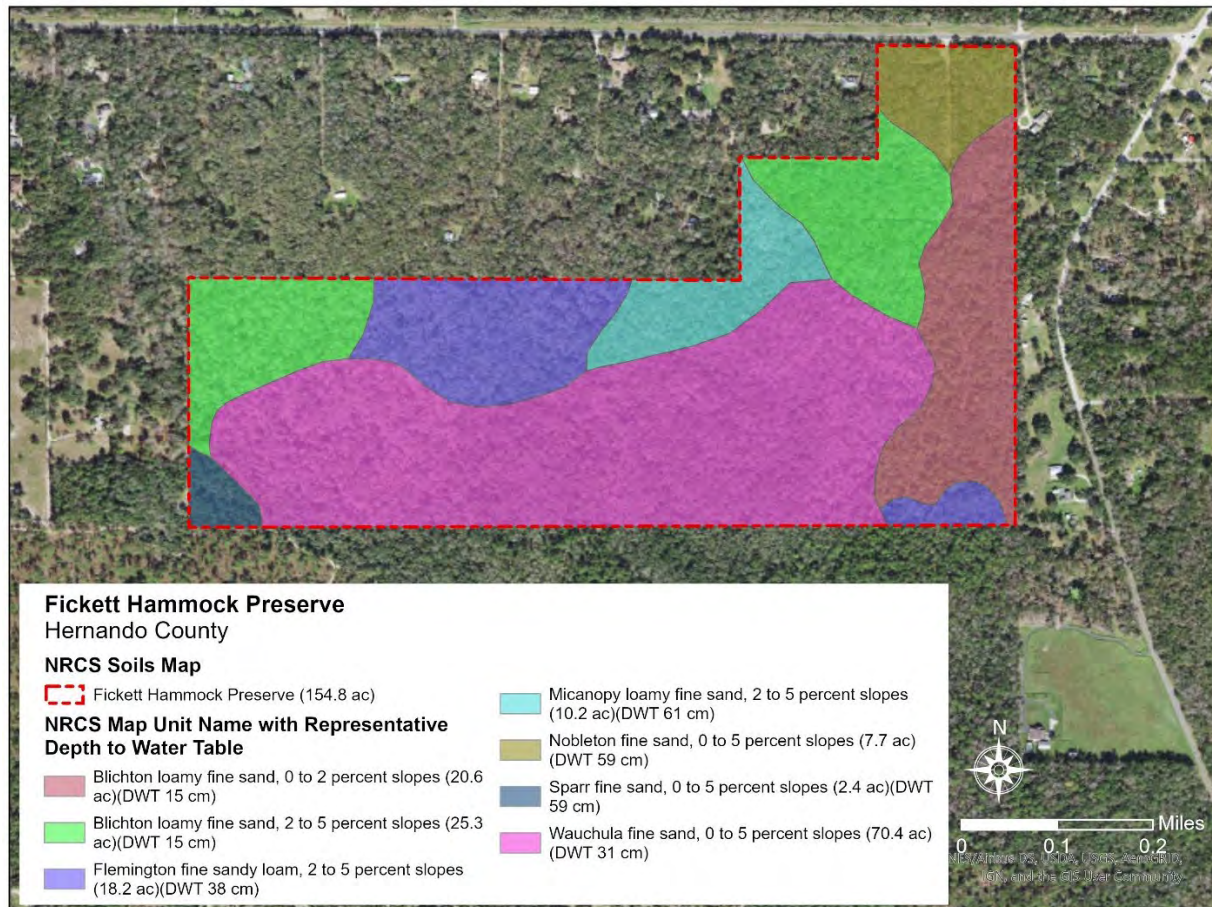 Fickett Hammock Preserve
Hernando County
NRCS Soils Map
Fickett Hammock Preserve (154.8 ac)
NRCS Map Unit Name with Representative
Depth to Water Table
Blichton loamy fine sand, 0 to 2 percent slopes (20.6
ac)(DWT 15 cm)
Blichton loamy fine sand, 2 to 5 percent slopes (25.3
ac)(DWT 15 cm)
Flemington fine sandy loam, 2 to 5 percent slopes
(18.2 ac)(DWT 38 cm)
Micanopy loamy fine sand, 2 to 5 percent slopes
(10.2 ac)(DWT 61 cm)
Nobleton fine sand, 0 to 5 percent slopes (7.7 ac)
(DWT 59 cm)
Sparr fine sand, 0 to 5 percent slopes (2.4 ac)(DWT
59 cm)
Wauchula fine sand, 0 to 5 percent slopes (70.4 ac)
(DWT 31 cm)
N
Miles
0 0.1 0.2
DS, USDA, USGS, AeroGRID,
IGN, and the GIS User Community